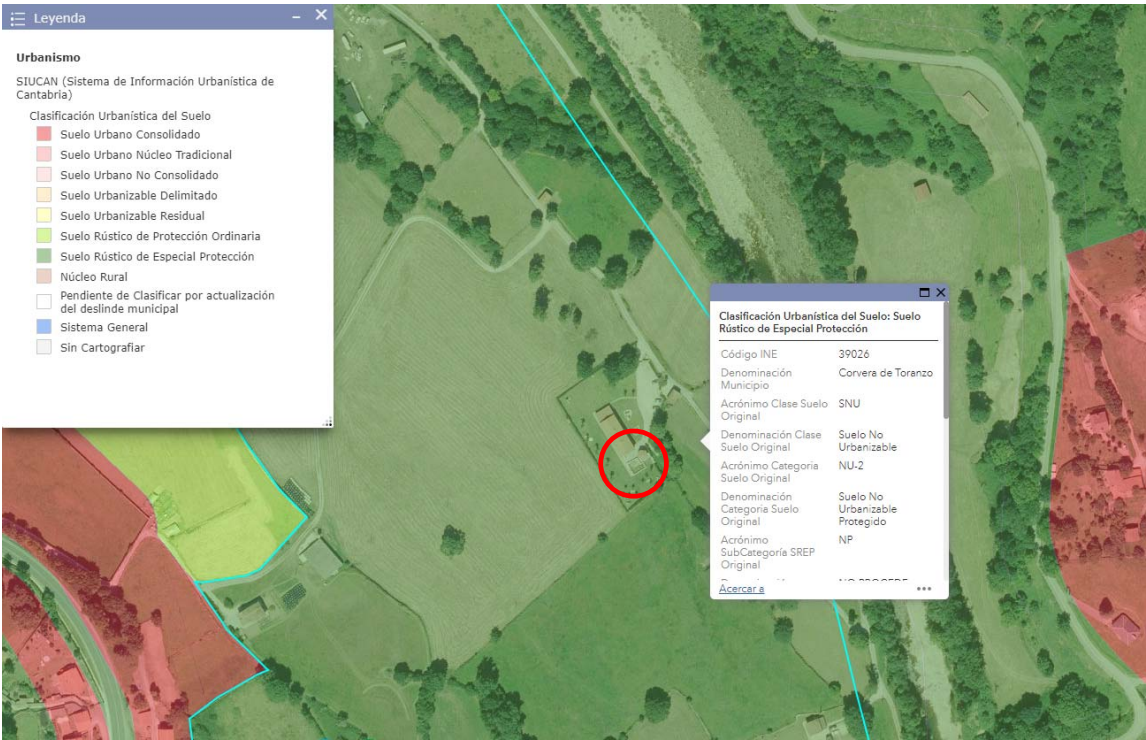 Leyenda
Urbanismo
SIUCAN (Sistema de Información Urbanística de
Cantabria)
Clasificación Urbanística del Suelo
Suelo Urbano Consolidado
Suelo Urbano Núcleo Tradicional
Suelo Urbano No Consolidado
Suelo Urbanizable Delimitado
Suelo Urbanizable Residual
Suelo Rústico de Protección Ordinaria
Suelo Rústico de Especial Protección
Núcleo Rural
Pendiente de Clasificar por actualización
del deslinde municipal
Sistema General
Sin Cartografiar
Clasificación Urbanística del Suelo: Suelo
Rústico de Especial Protección
Código INE 39026
Denominación Corvera de Toranzo
Municipio
Acrónimo Clase Suelo SNU
Original
Denominación Clase Suelo No
Suelo Original Urbanizable
Acrónimo Categoria NU-2
Suelo Original
Denominación Suelo No
Categoria Suelo Urbanizable
Original Protegido
Acrónimo NP
SubCategoría SREP
Original
Acercar a